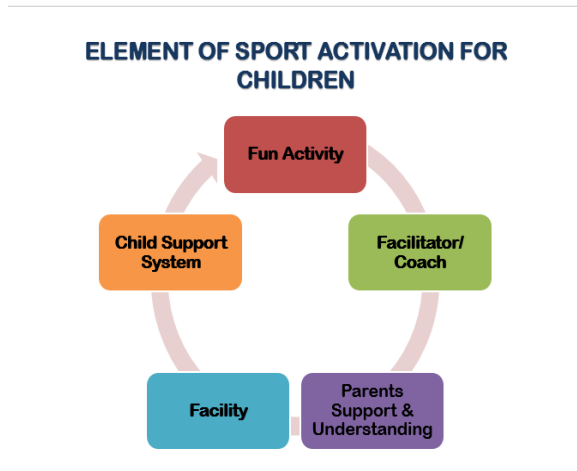 ELEMENT OF SPORT ACTIVATION FOR
CHILDREN
Fun Activity
Facilitator/
Coach
Parents
Support &
Understanding
Facility
Child Support
System